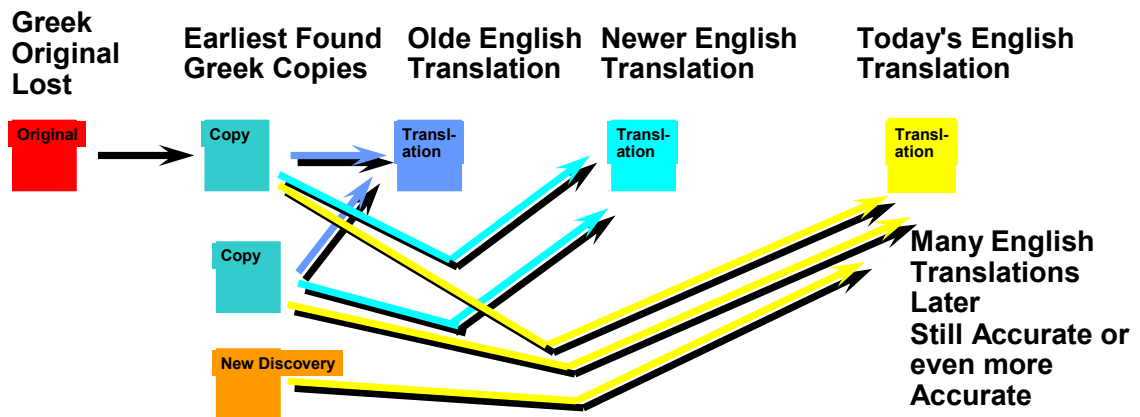 Greek
Original
Lost
Earliest Found
Greek Copies
Olde English
Translation
Newer English
Translation
Today's English
Translation
Original
Copy
Transl-
ation
Transl-
ation
Transl-
ation
Copy
New Discovery
Many English
Translations
Later
Still Accurate or
even more
Accurate